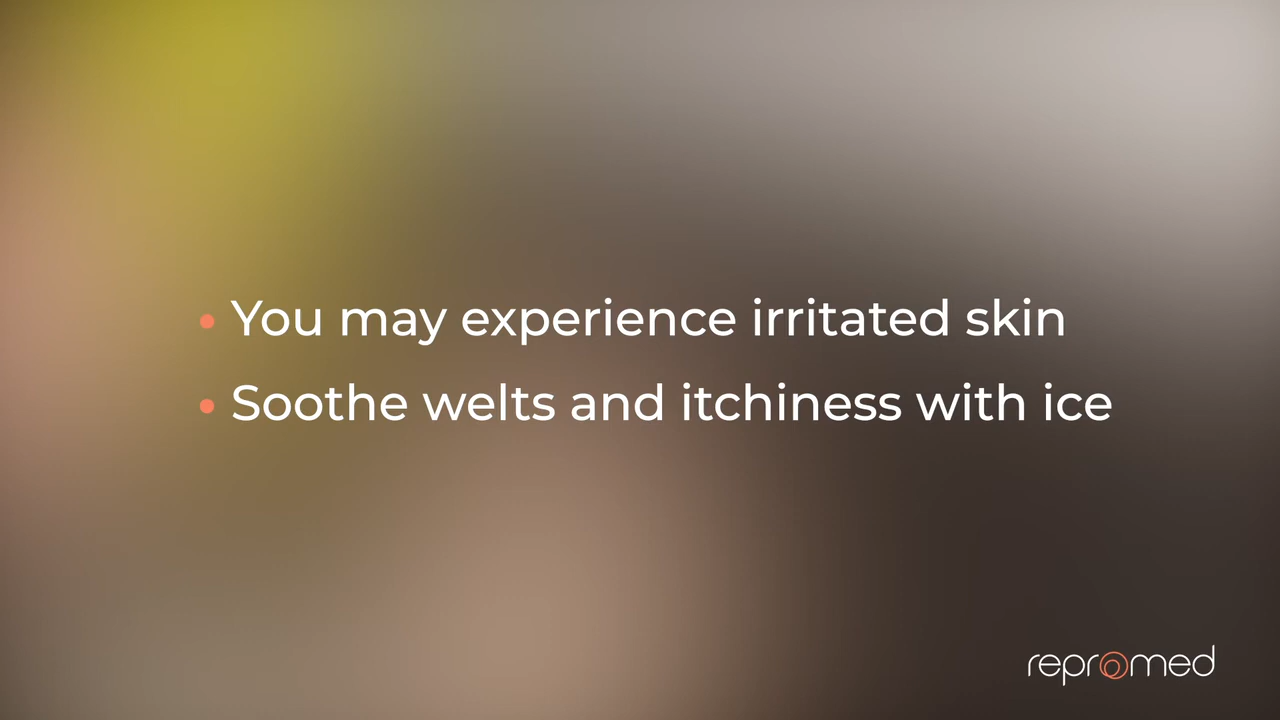 • You may experience irritated skin
• Soothe welts and itchiness with ice
repromed